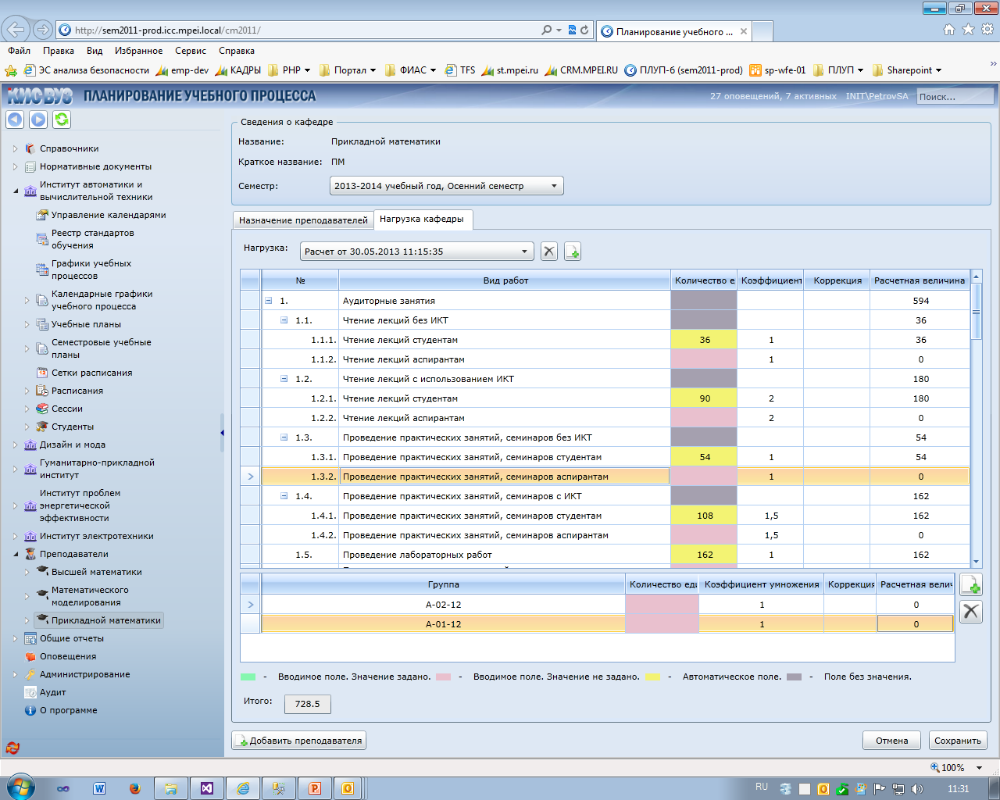 http://sem2011-prod.icc.mpei.local/cm2011/
Планирование учебного ...
Файл Правка Вид Избранное Сервис Справка
ЭС анализа безопасности emp-dev КАДРЫ PHP Портал ФИАС TFS st.mpei.ru CRM.MPEI.RU ПЛУП-6 (sem2011-prod) sp-wfe-01 ПЛУП Sharepoint
КИС ВУЗ ПЛАНИРОВАНИЕ УЧЕБНОГО ПРОЦЕССА
27 оповещений, 7 активных INIT\PetrovSA Поиск...
Справочники
Нормативные документы
Институт автоматики и
вычислительной техники
Управление календарями
Реестр стандартов
обучения
Графики учебных
процессов
Календарные графики
учебного процесса
Учебные планы
Семестровые учебные
планы
Сетки расписания
Расписания
Сессии
Студенты
Дизайн и мода
Гуманитарно-прикладной
институт
Институт проблем
энергетической
эффективности
Институт электротехники
Преподаватели
Высшей математики
Математического
моделирования
Прикладной математики
Общие отчеты
Оповещения
Администрирование
Аудит
О программе
Сведения о кафедре
Название: Прикладной математики
Краткое название: ПМ
Семестр: 2013-2014 учебный год, Осенний семестр
Назначение преподавателей Нагрузка кафедры
Нагрузка: Расчет от 30.05.2013 11:15:35
№ Вид работ Количество е Коэффициент Коррекция Расчетная величина
1. Аудиторные занятия 594
1.1. Чтение лекций без ИКТ 36
1.1.1. Чтение лекций студентам 36 1 36
1.1.2. Чтение лекций аспирантам 1 0
1.2. Чтение лекций с использованием ИКТ 180
1.2.1. Чтение лекций студентам 90 2 180
1.2.2. Чтение лекций аспирантам 2 0
1.3. Проведение практических занятий, семинаров без ИКТ 54
1.3.1. Проведение практических занятий, семинаров студентам 54 1 54
1.3.2. Проведение практических занятий, семинаров аспирантам 1 0
1.4. Проведение практических занятий, семинаров с ИКТ 162
1.4.1. Проведение практических занятий, семинаров студентам 108 1,5 162
1.4.2. Проведение практических занятий, семинаров аспирантам 1,5 0
1.5. Проведение лабораторных работ 162 1 162
Группа Количество еди Коэффициент умножения Коррекция Расчетная велич
А-02-12 1 0
А-01-12 1 0
- Вводимое поле. Значение задано. - Вводимое поле. Значение не задано. - Автоматическое поле. - Поле без значения.
Итого: 728.5
Добавить преподавателя Отмена Сохранить
100%
RU 11:31